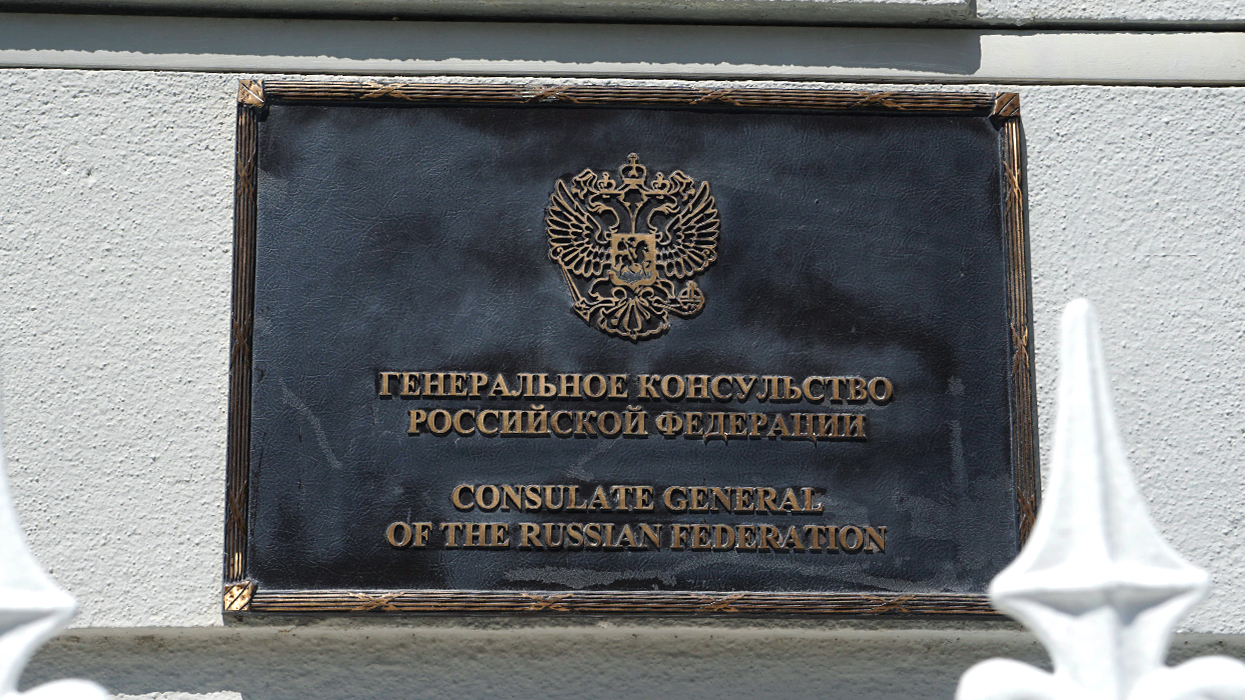 ГЕНЕРАЛЬНОЕ КОНСУЛЬСТВО
РОССИЙСКОЙ ФЕДЕРАЦИИ
CONSULATE GENERAL
OF THE RUSSIAN FEDERATION